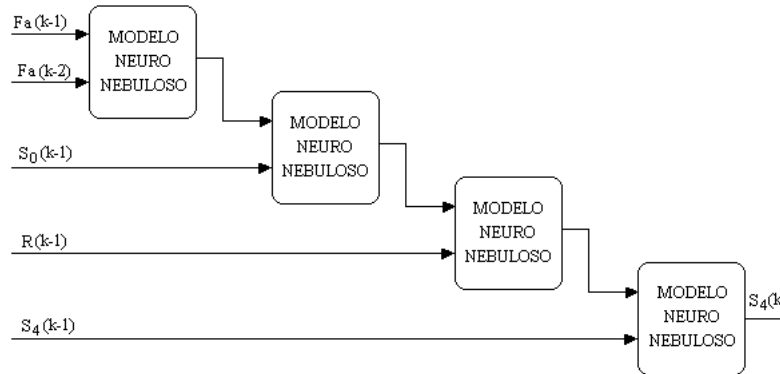 Fa(k-1)
Fa(k-2)
MODELO
NEURO
NEBULOSO
S0(k-1)
MODELO
NEURO
NEBULOSO
R(k-1)
MODELO
NEURO
NEBULOSO
S4(k-1)
MODELO
NEURO
NEBULOSO
S4(k